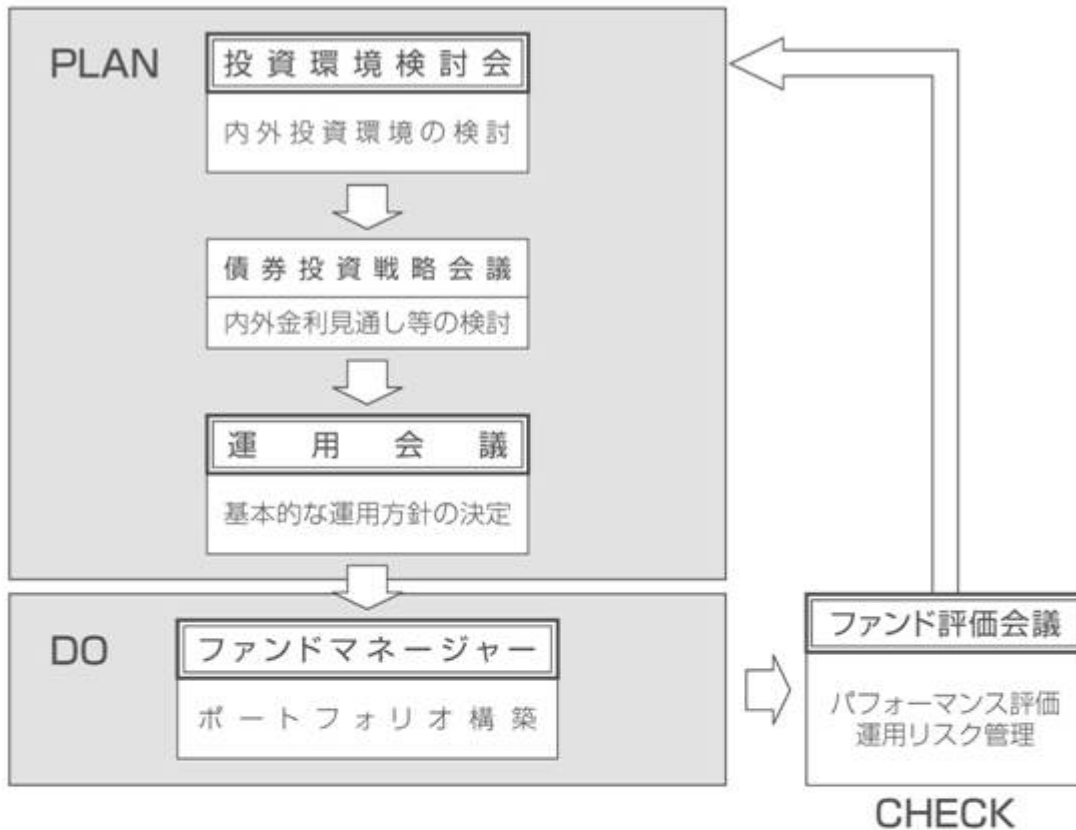 PLAN
投資環境検討会
内外投資環境の検討
債券投資戦略会議
内外金利見通し等の検討
運用会議
基本的な運用方針の決定
DO
ファンドマネージャー
ポートフォリオ構築
ファンド評価会議
パフォーマンス評価
運用リスク管理
CHECK